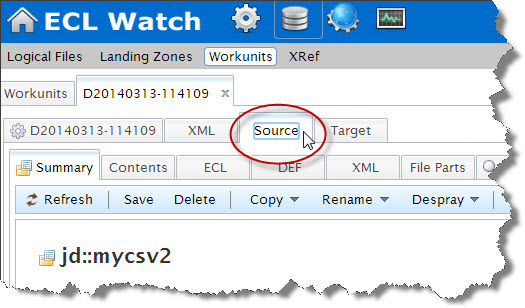 ECL Watch
Logical Files Landing Zones Workunits XRef
Workunits D20140313-114109 x
D20140313-114109 XML Source Target
Summary Contents ECL DEF XML File Parts
Refresh Save Delete Copy Rename Despray
jd::mycsv2